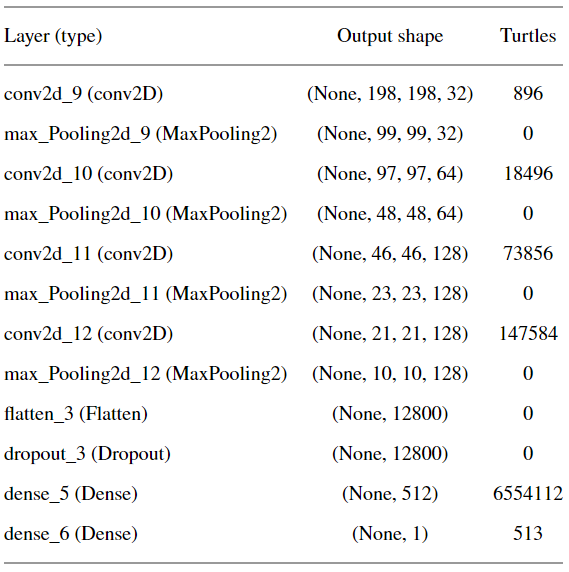 Layer (type) Output shape Turtles
conv2d_9 (conv2D) (None, 198, 198, 32) 896
max_Pooling2d_9 (MaxPooling2) (None, 99, 99, 32) 0
conv2d_10 (conv2D) (None, 97, 97, 64) 18496
max_Pooling2d_10 (MaxPooling2) (None, 48, 48, 64) 0
conv2d_11 (conv2D) (None, 46, 46, 128) 73856
max_Pooling2d_11 (MaxPooling2) (None, 23, 23, 128) 0
conv2d_12 (conv2D) (None, 21, 21, 128) 147584
max_Pooling2d_12 (MaxPooling2) (None, 10, 10, 128) 0
flatten_3 (Flatten) (None, 12800) 0
dropout_3 (Dropout) (None, 12800) 0
dense_5 (Dense) (None, 512) 6554112
dense_6 (Dense) (None, 1) 513